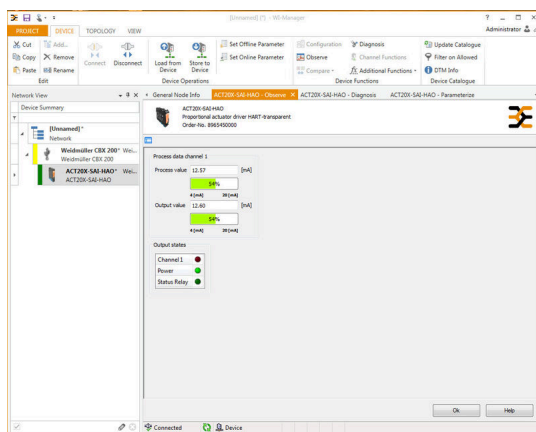 [Unnamed] (*) - WI-Manager
PROJECT DEVICE TOPOLOGY VIEW Administrator
Cut Add... Set Offline Parameter Configuration Diagnosis Update Catalogue
Copy Remove Connect Disconnect Load from Device Store to Device Set Online Parameter Observe Channel Functions Filter on Allowed
Paste Rename Compare Additional Functions DTM Info
Edit Device Operations Device Functions Device Catalogue
Network View General Node Info ACT20X-SAI-HAO - Observe ACT20X-SAI-HAO - Diagnosis ACT20X-SAI-HAO - Parameterize
Device Summary
ACT20X-SAI-HAO
Proportional actuator driver HART-transparent
Order-No. 8965450000
[Unnamed]*
Network
Weidmüller CBX 200* Wei...
Weidmüller CBX 200
ACT20X-SAI-HAO* Wei...
ACT20X-SAI-HAO
Process data channel 1
Process value 12.57 [mA]
54%
4 [mA] 20 [mA]
Output value 12.60 [mA]
54%
4 [mA] 20 [mA]
Output states
Channel 1
Power
Status Relay
Ok Help
Connected Device